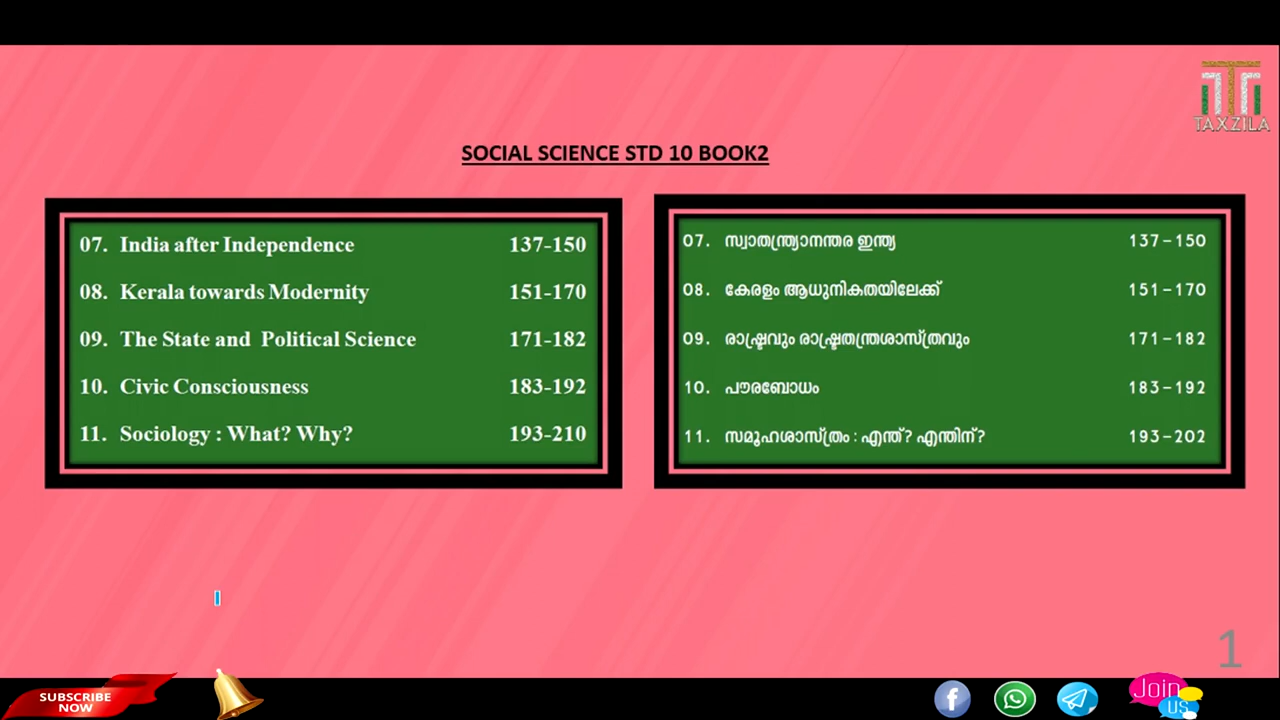 TAXZILA
SOCIAL SCIENCE STD 10 BOOK2
07. India after Independence 137-150
08. Kerala towards Modernity 151-170
09. The State and Political Science 171-182
10. Civic Consciousness 183-192
11. Sociology : What? Why? 193-210
07. സ്വാതന്ത്ര്യാനന്തര ഇന്ത്യ 137-150
08. കേരളം ആധുനികതയിലേക്ക് 151-170
09. രാഷ്ട്രവും രാഷ്ട്രതന്ത്രശാസ്ത്രവും 171-182
10. പൗരബോധം 183-192
11. സമൂഹശാസ്ത്രം : എന്ത്? എന്തിന്? 193-202
1
SUBSCRIBE
NOW
Join
US